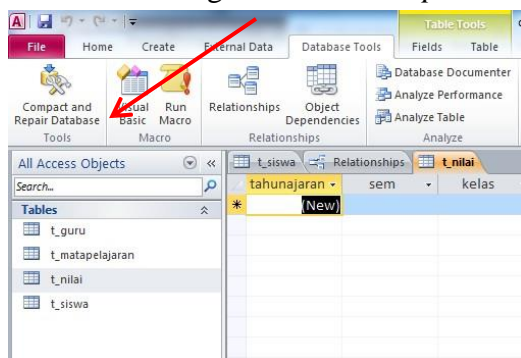 Table Tools
File Home Create External Data Database Tools Fields Table
Compact and Repair Database
Visual Basic
Run Macro
Relationships
Object Dependencies
Database Documenter
Analyze Performance
Analyze Table
Tools Macro Relationships Analyze
All Access Objects
t_siswa Relationships t_nilai
Search...
tahunajaran sem kelas
Tables
(New)
t_guru
t_matapelajaran
t_nilai
t_siswa